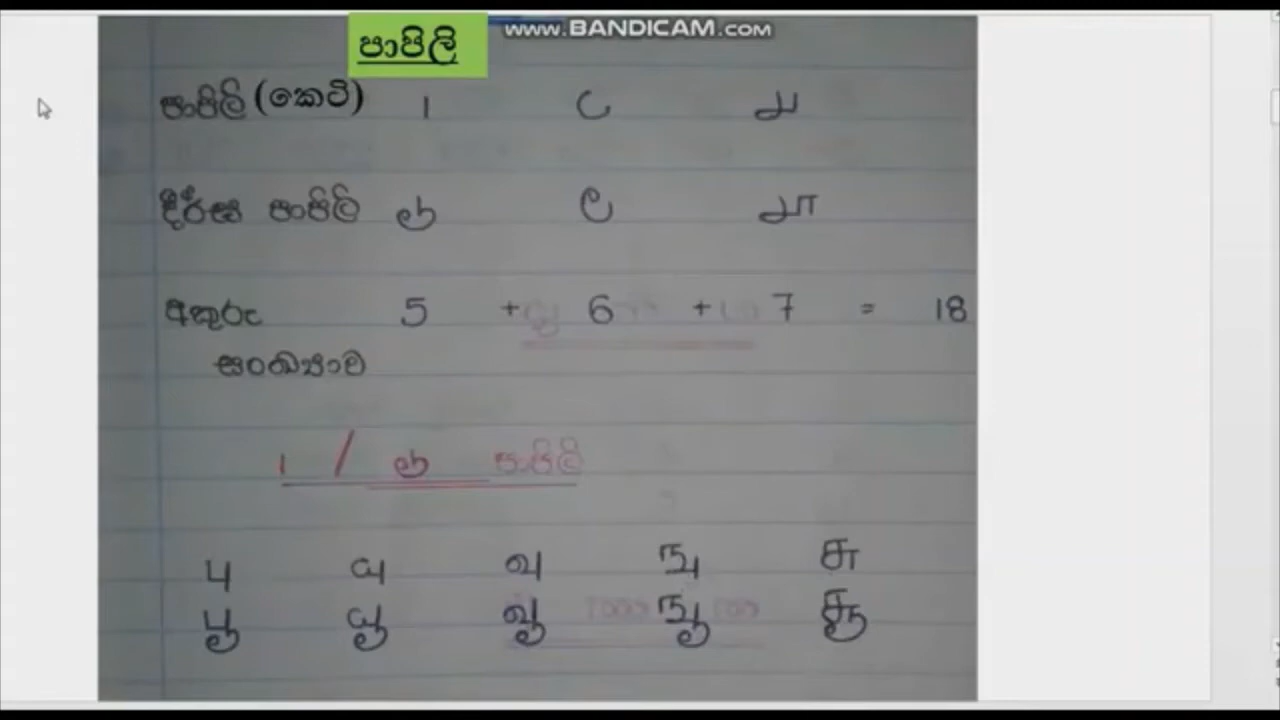 www.BANDICAM.com
පාපිලි
පාපිලි (කෙටි)
දීර්ඝ පාපිලි
අකුරු 5 + 6 + 7 = 18
සංඛ්‍යාව
පාපිලි
பு யு வு ஙு சு
பூ யூ வூ ஙூ சூ